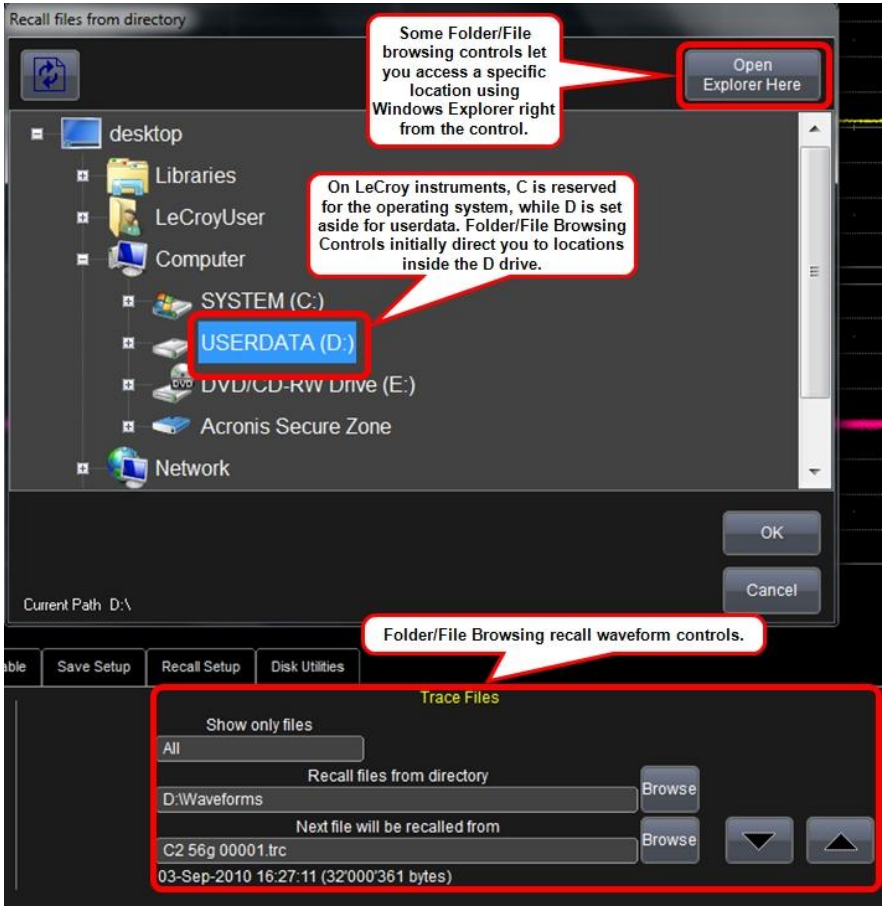 Recall files from directory
Some Folder/File
browsing controls let
you access a specific
location using
Windows Explorer right
from the control.
Open
Explorer Here
desktop
Libraries
LeCroyUser
Computer
On LeCroy instruments, C is reserved
for the operating system, while D is set
aside for userdata. Folder/File Browsing
Controls initially direct you to locations
inside the D drive.
SYSTEM (C:)
USERDATA (D:)
DVD/CD-RW Drive (E:)
Acronis Secure Zone
Network
OK
Cancel
Current Path D:\
Folder/File Browsing recall waveform controls.
able
Save Setup
Recall Setup
Disk Utilities
Trace Files
Show only files
All
Recall files from directory
D:\Waveforms
Browse
Next file will be recalled from
C2 56g 00001.trc
Browse
03-Sep-2010 16:27:11 (32'000'361 bytes)